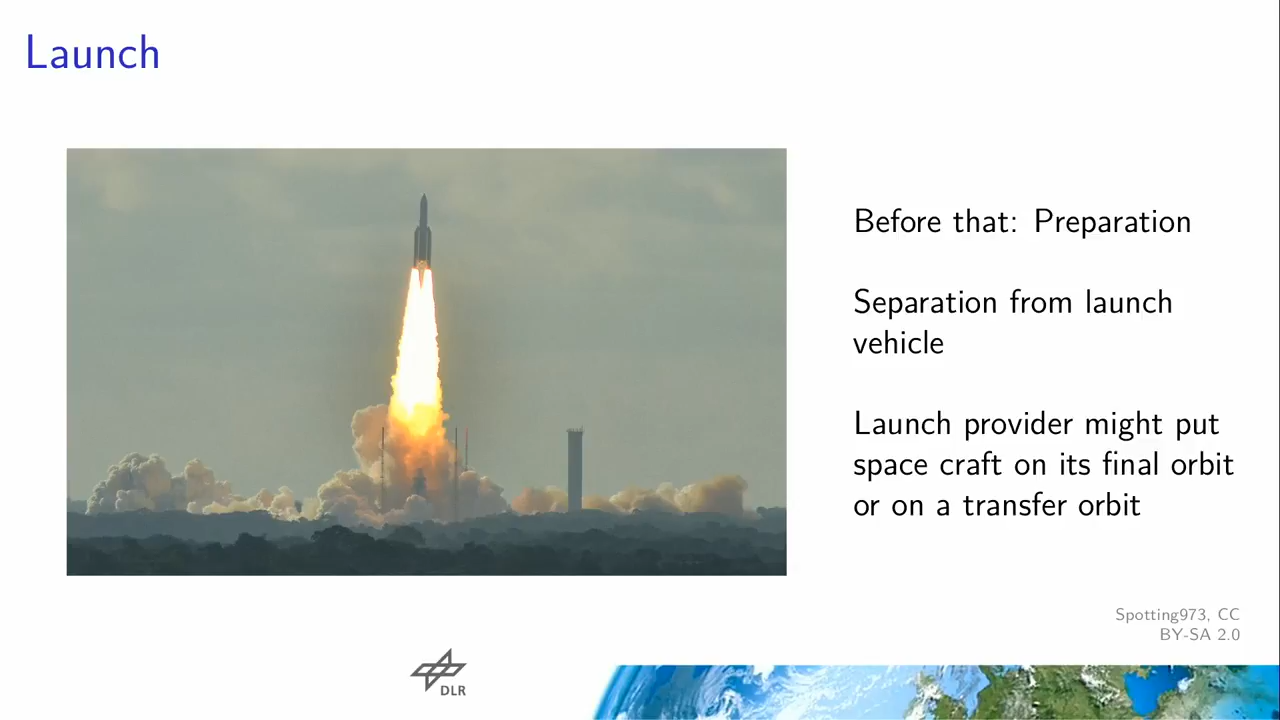 Launch
Before that: Preparation
Separation from launch
vehicle
Launch provider might put
space craft on its final orbit
or on a transfer orbit
Spotting973, CC
BY-SA 2.0
DLR